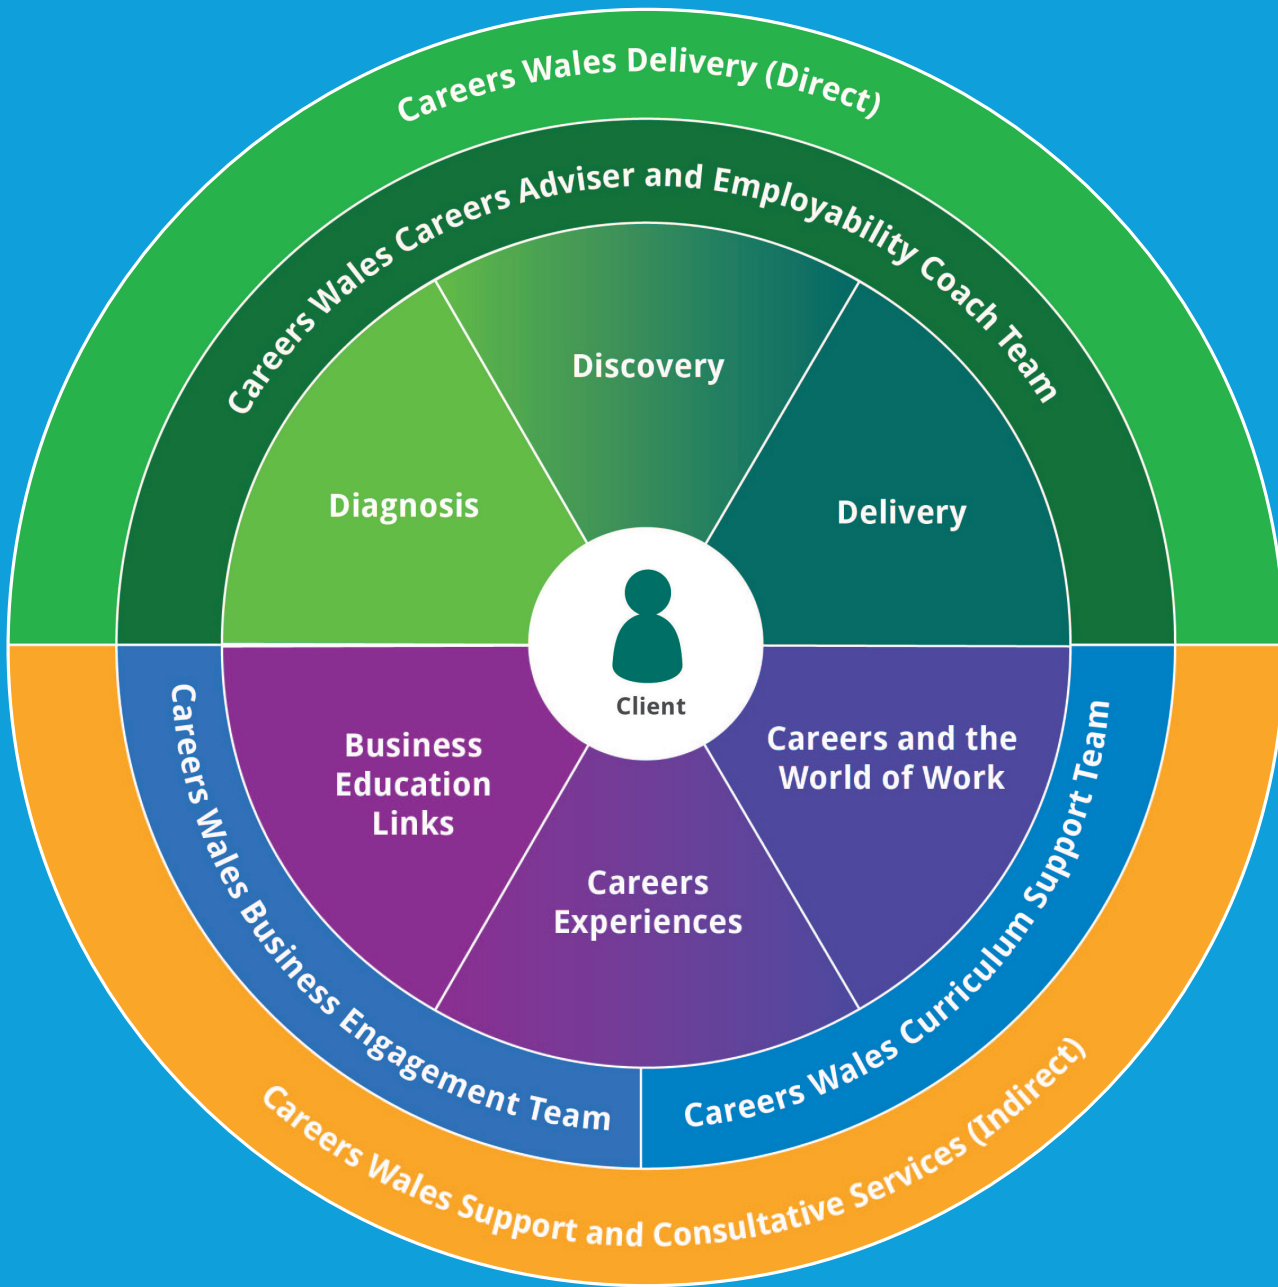 Careers Wales Delivery (Direct)
Careers Wales Careers Adviser and Employability Coach Team
Discovery
Diagnosis
Delivery
Client
Business
Education
Links
Careers and the
World of Work
Careers
Experiences
Careers Wales Business Engagement Team
Careers Wales Curriculum Support Team
Careers Wales Support and Consultative Services (Indirect)